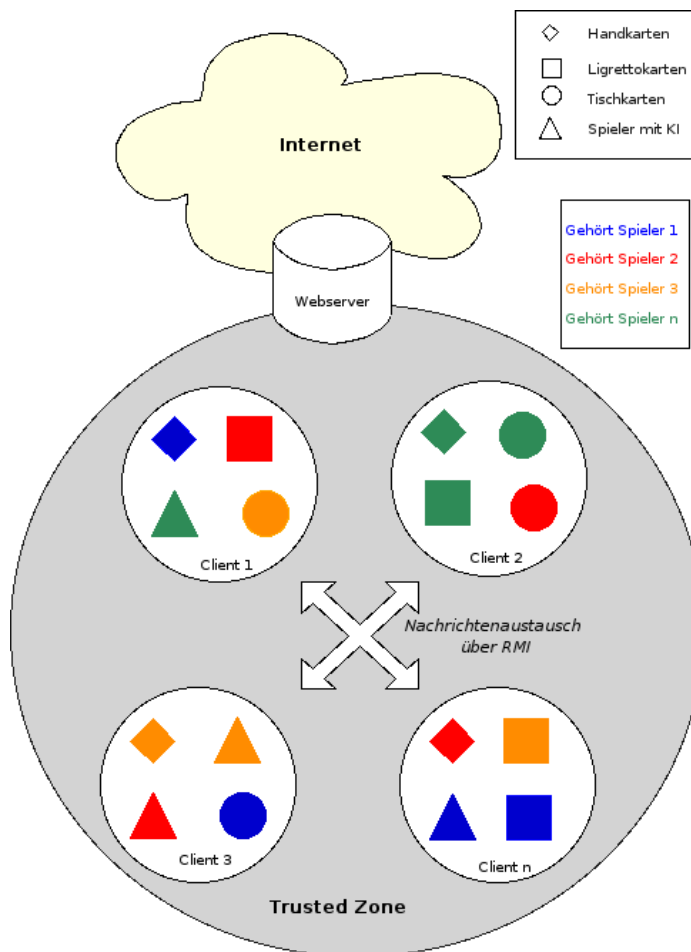 Handkarten
Ligrettokarten
Tischkarten
Spieler mit KI
Internet
Gehört Spieler 1
Gehört Spieler 2
Gehört Spieler 3
Gehört Spieler n
Webserver
Client 1
Client 2
Nachrichtenaustausch
über RMI
Client 3
Client n
Trusted Zone